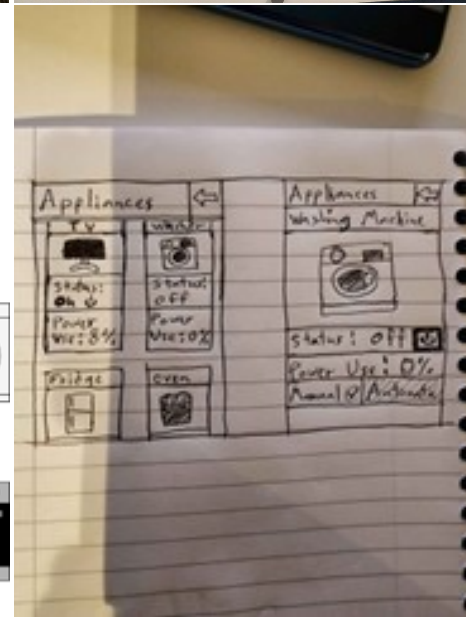 Appliances
TV
washer
status:
on
Power
Use: 8%
status:
off
Power
Use: 0%
Fridge
oven
Appliances
Washing Machine
status: off
Power Use: 0%
Manual Automatic